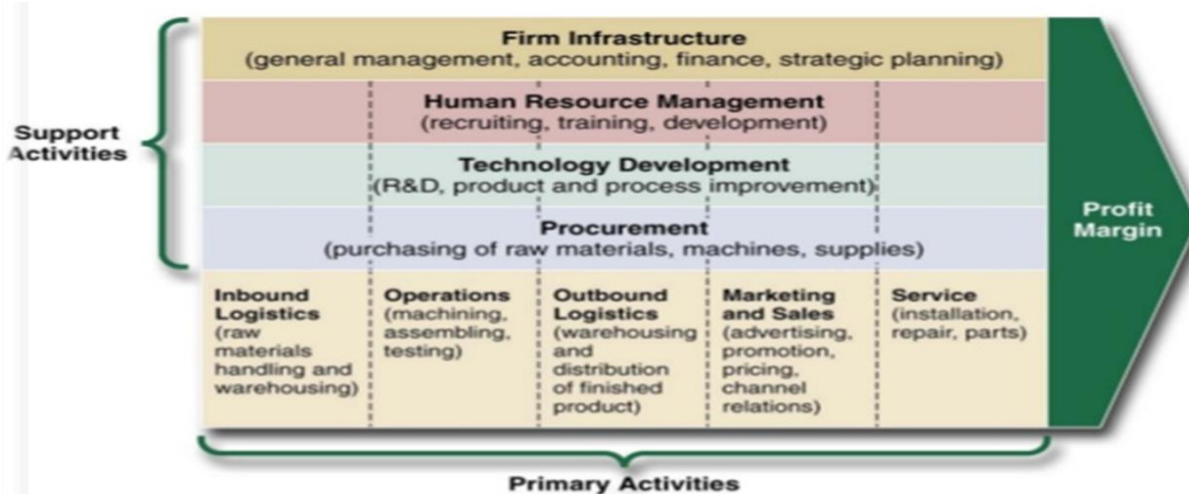 Firm Infrastructure
(general management, accounting, finance, strategic planning)
Human Resource Management
(recruiting, training, development)
Support
Activities
Technology Development
(R&D, product and process improvement)
Procurement
(purchasing of raw materials, machines, supplies)
Profit
Margin
Inbound
Logistics
(raw
materials
handling and
warehousing)
Operations
(machining,
assembling,
testing)
Outbound
Logistics
(warehousing
and
distribution
of finished
product)
Marketing
and Sales
(advertising,
promotion,
pricing,
channel
relations)
Service
(installation,
repair, parts)
Primary Activities